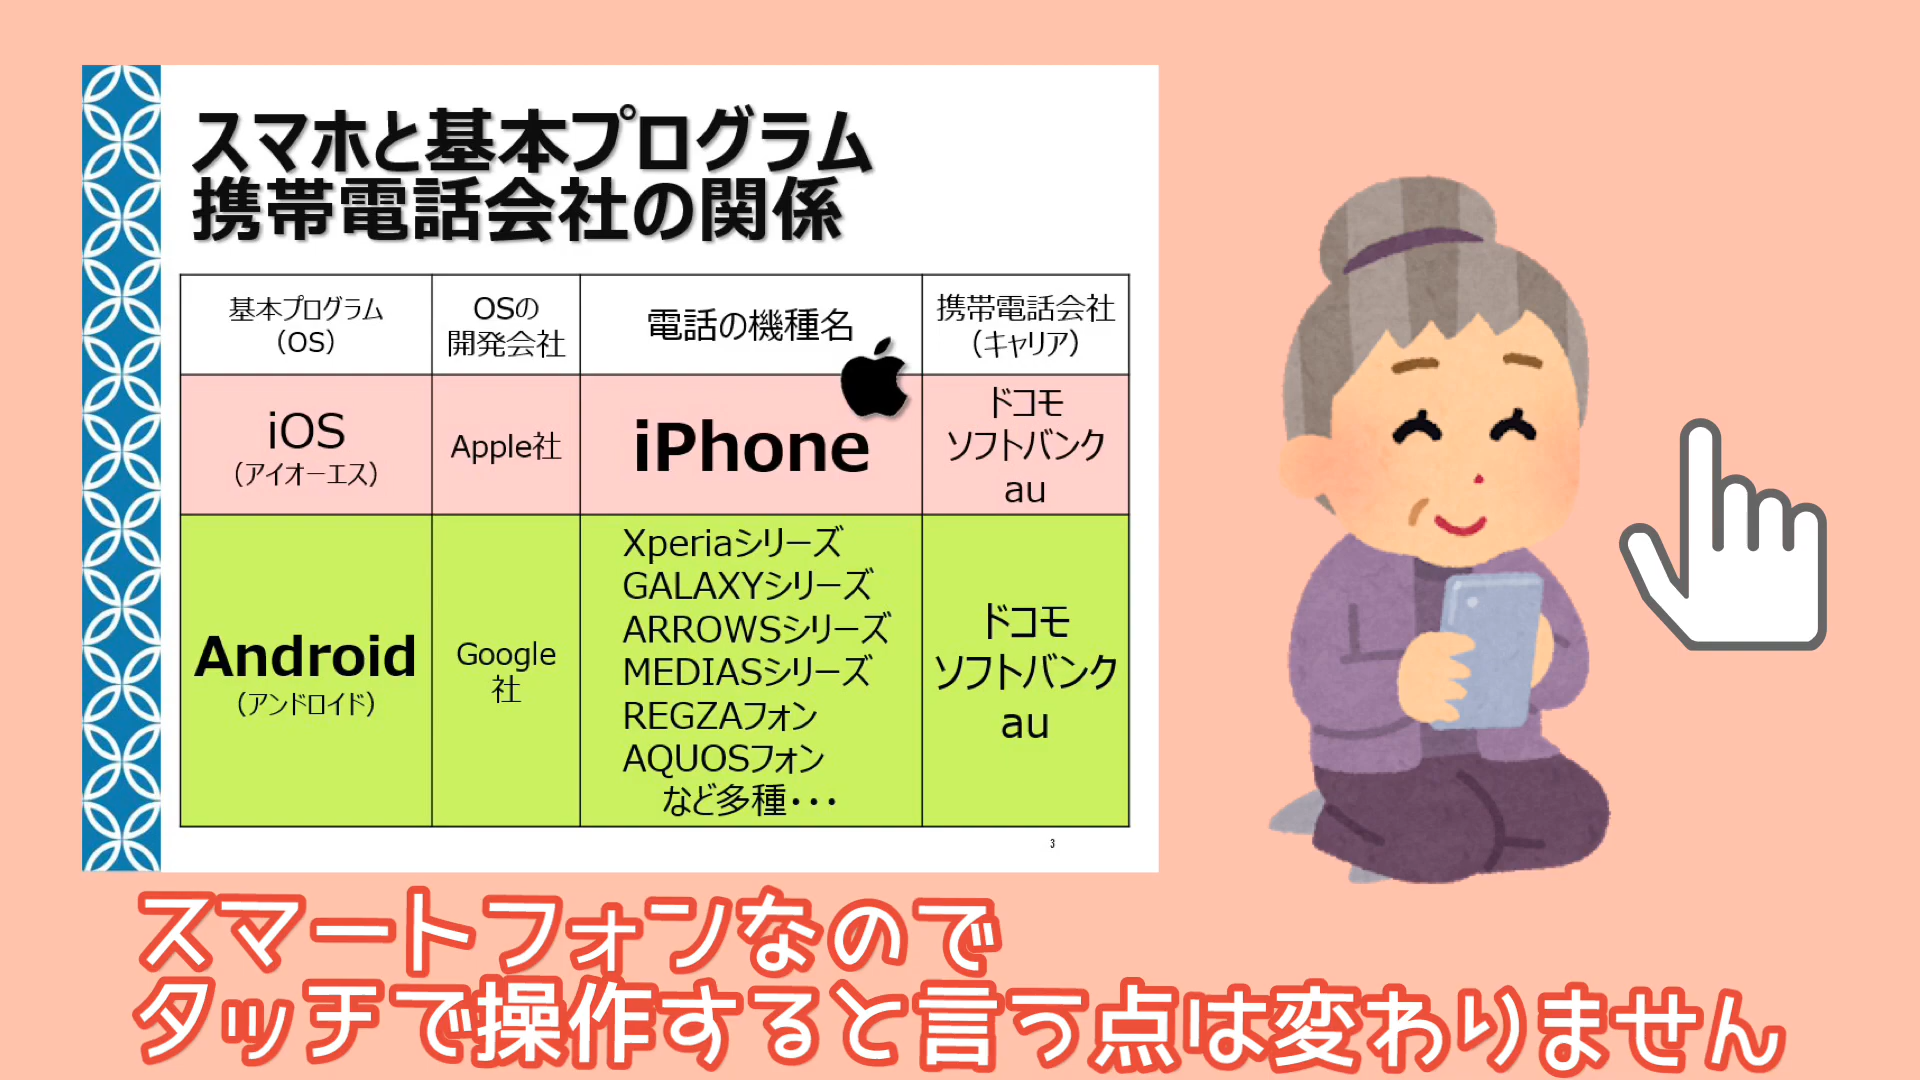 スマホと基本プログラム
携帯電話会社の関係
基本プログラム
（OS）
OSの
開発会社
電話の機種名
携帯電話会社
（キャリア）
iOS
（アイオーエス）
Apple社
iPhone
ドコモ
ソフトバンク
au
Android
（アンドロイド）
Google
社
Xperiaシリーズ
GALAXYシリーズ
ARROWSシリーズ
MEDIASシリーズ
REGZAフォン
AQUOSフォン
など多種・・・
ドコモ
ソフトバンク
au
3
スマートフォンなので
タッチで操作すると言う点は変わりません